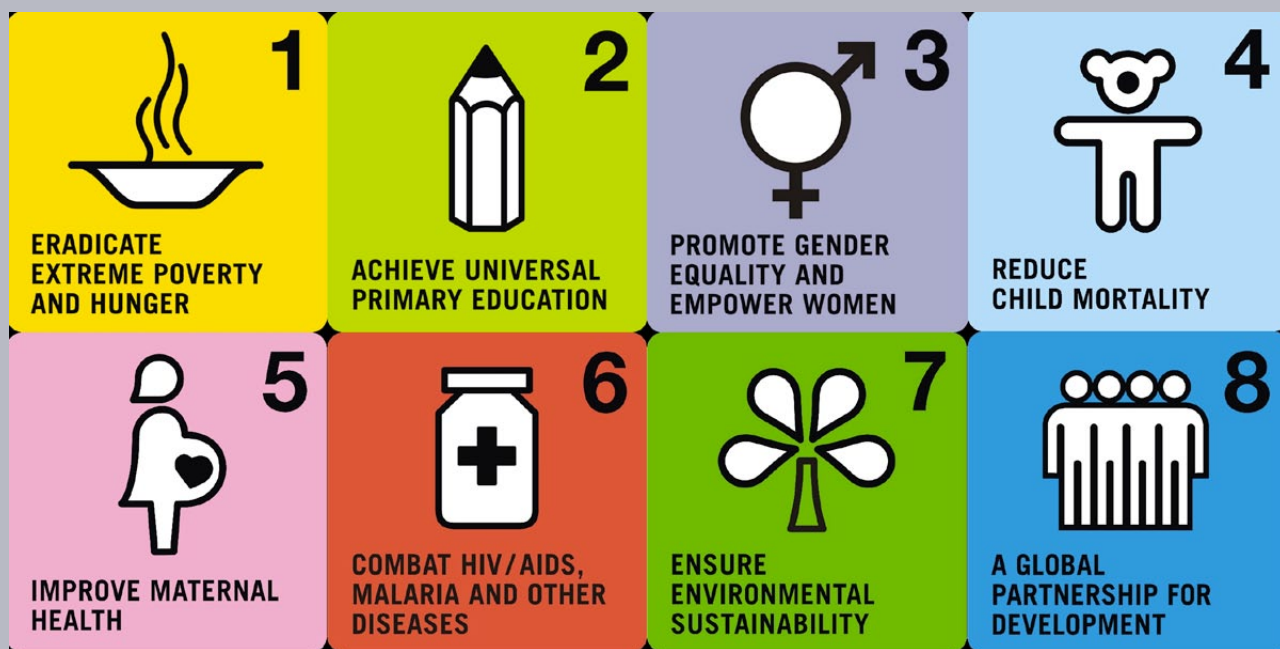 1
ERADICATE
EXTREME POVERTY
AND HUNGER
2
ACHIEVE UNIVERSAL
PRIMARY EDUCATION
3
PROMOTE GENDER
EQUALITY AND
EMPOWER WOMEN
4
REDUCE
CHILD MORTALITY
5
IMPROVE MATERNAL
HEALTH
6
COMBAT HIV/AIDS,
MALARIA AND OTHER
DISEASES
7
ENSURE
ENVIRONMENTAL
SUSTAINABILITY
8
A GLOBAL
PARTNERSHIP FOR
DEVELOPMENT